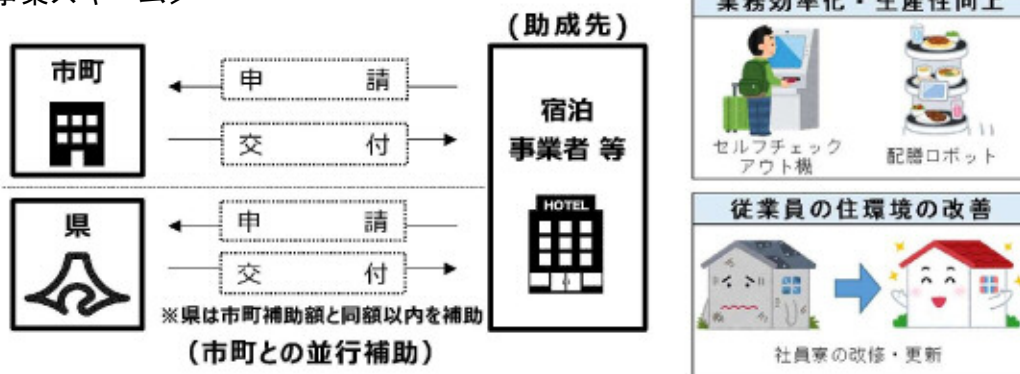 事業スキーム
(助成先)
市町
申 請
交 付
宿泊
事業者 等
HOTEL
県
申 請
交 付
※県は市町補助額と同額以内を補助
(市町との並行補助)
業務効率化・生産性向上
セルフチェック
アウト機
配膳ロボット
従業員の住環境の改善
社員寮の改修・更新